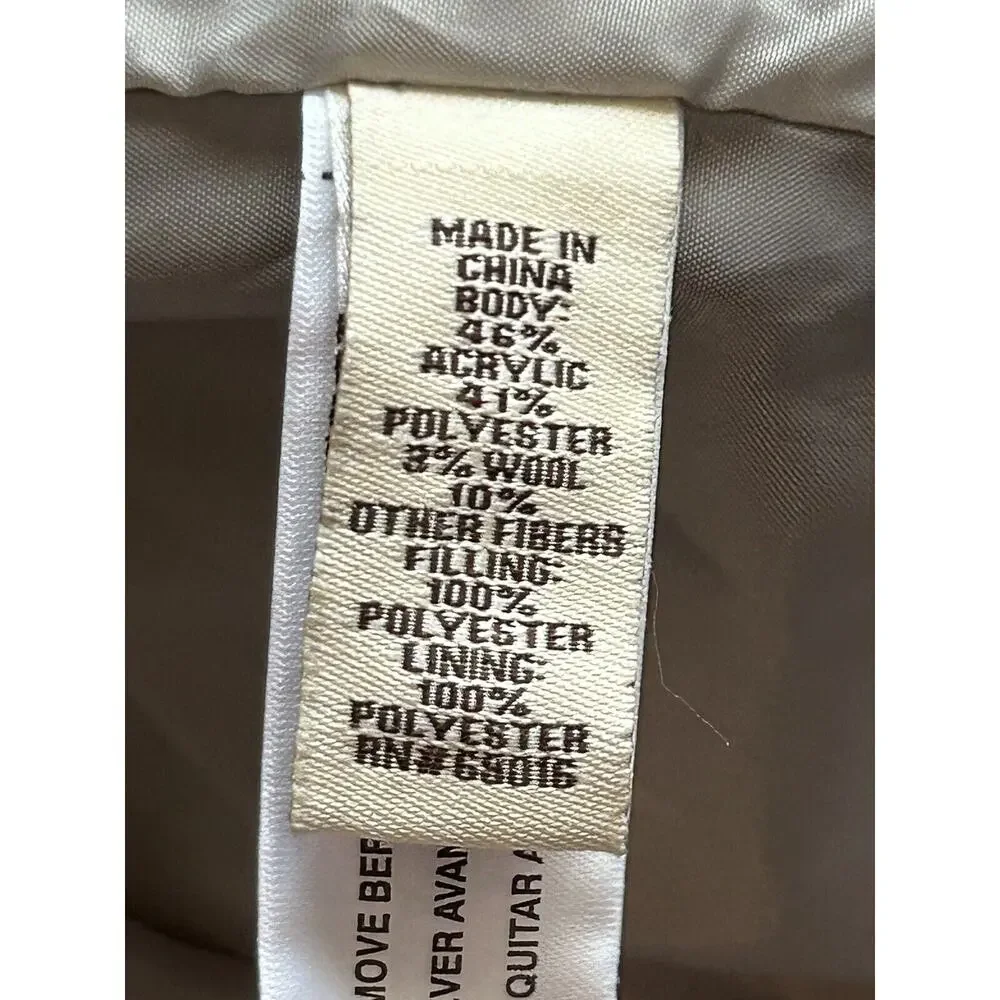 MADE IN
CHINA
BODY:
46%
ACRYLIC
41%
POLYESTER
3% WOOL
10%
OTHER FIBERS
FILLING:
100%
POLYESTER
LINING:
100%
POLYESTER
RN# 69016
MOVE BEF
VER AVAN
QUITAR A